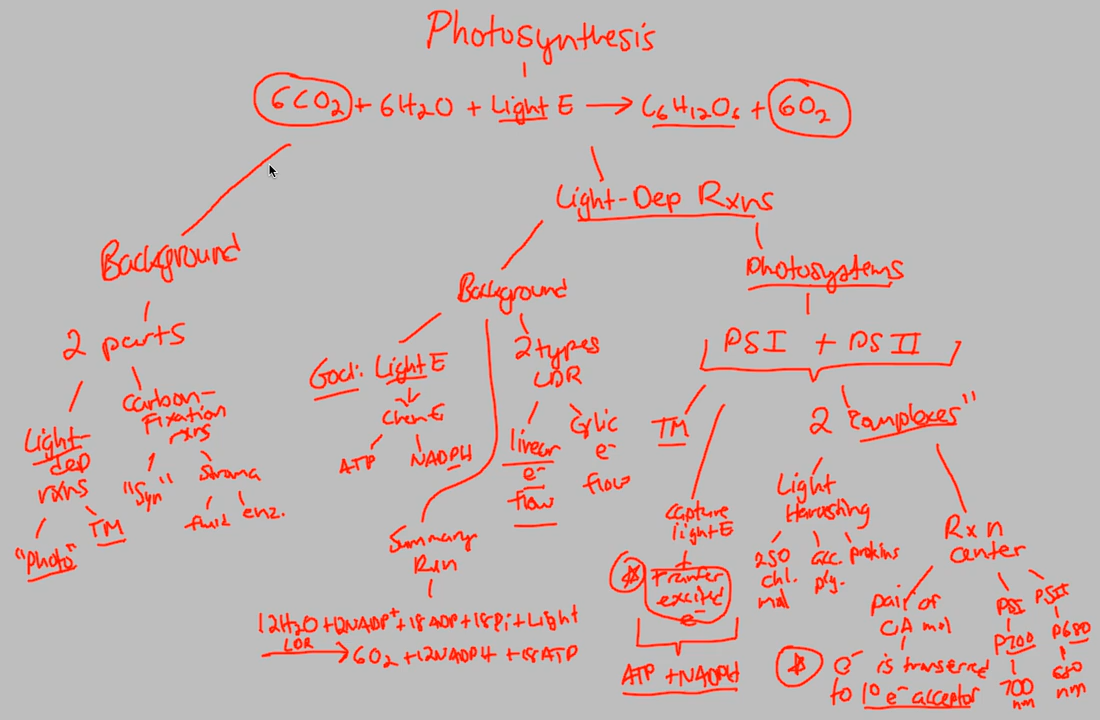 Photosynthesis
6CO2 + 6H2O + Light E → C6H12O6 + 6O2
Background
2 parts
Light-
dep
rxns
"Photo"
TM
Carbon-
Fixation
rxns
"Syn"
Stroma
fluid
enz.
Light-Dep Rxns
Background
Goal: Light E
↓
Chem E
ATP
NADPH
Summary
Rxn
12H2O + 12NADP+ + 18 ADP + 18Pi + Light
LDR → 6O2 + 12NADPH + 18ATP
2 types
LDR
linear
e-
flow
Cyclic
e-
flow
Photosystems
PSI + PSII
TM
capture
light E
+
Transfer
excited
e-
ATP + NADPH
2 "Complexes"
Light
Harvesting
250
chl.
mol
acc.
pig.
proteins
Rxn
center
pair of
CA mol
e- is transferred
to 1° e- acceptor
PSI
P700
700
nm
PSII
P680
680
nm